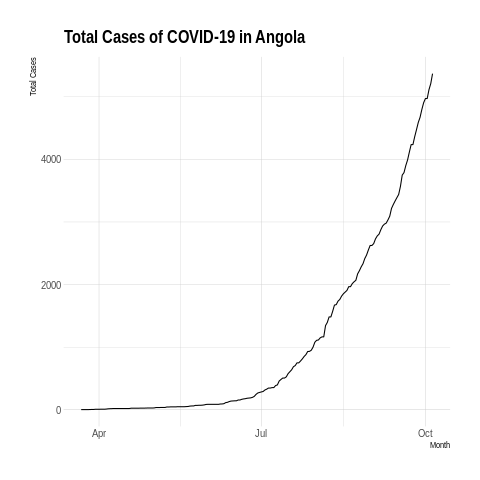 Total Cases of COVID-19 in Angola
Total Cases
4000
2000
0
Apr
Jul
Oct
Month